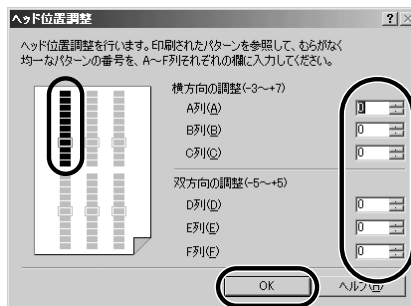 ヘッド位置調整
ヘッド位置調整を行います。印刷されたパターンを参照して、むらがなく
均一なパターンの番号を、A～F列それぞれの欄に入力してください。
横方向の調整(-3～+7)
A列(A) 0
B列(B) 0
C列(C) 0
双方向の調整(-5～+5)
D列(D) 0
E列(E) 0
F列(F) 0
OK
ヘルプ(H)